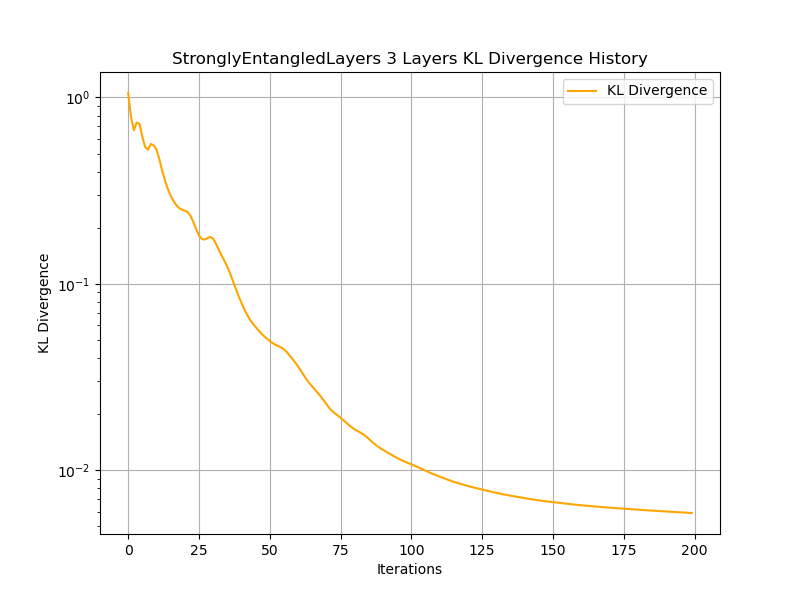 StronglyEntangledLayers 3 Layers KL Divergence History
KL Divergence
10⁰
10⁻¹
10⁻²
KL Divergence
0 25 50 75 100 125 150 175 200
Iterations